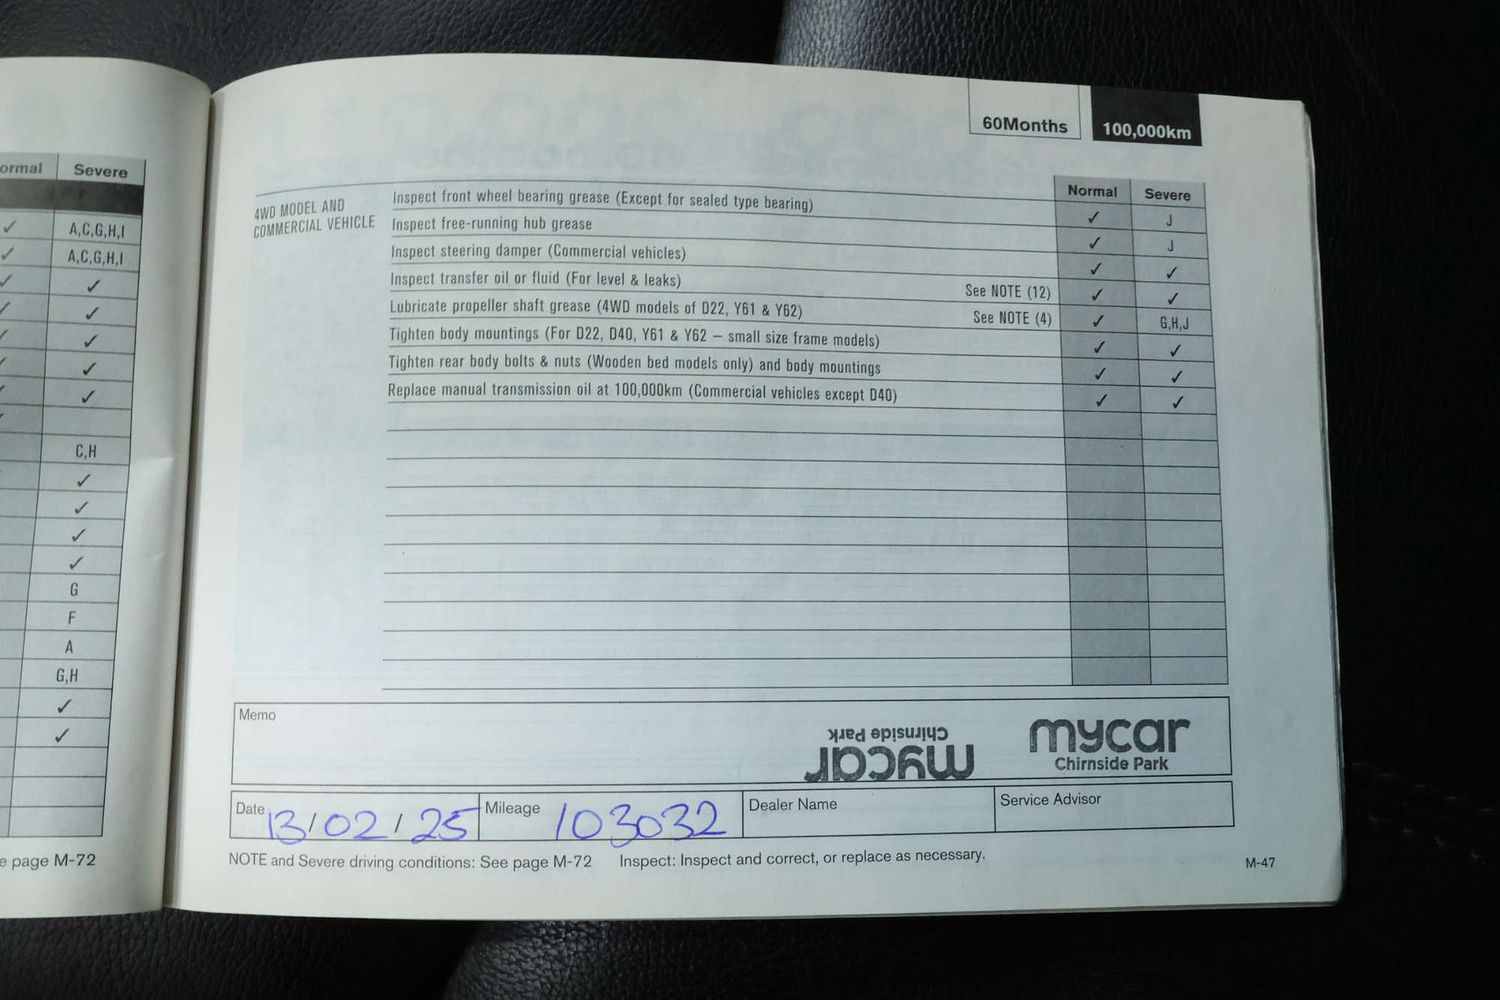 ormal Severe
✓ A,C,G,H,I
✓ A,C,G,H,I
✓ ✓
✓ ✓
✓ ✓
✓ ✓
✓ ✓
✓
C,H
✓
✓
✓
✓
G
F
A
G,H
✓
✓
e page M-72
60Months 100,000km
Normal Severe
4WD MODEL AND
COMMERCIAL VEHICLE
Inspect front wheel bearing grease (Except for sealed type bearing) ✓ J
Inspect free-running hub grease ✓ J
Inspect steering damper (Commercial vehicles) ✓ ✓
Inspect transfer oil or fluid (For level & leaks) See NOTE (12) ✓ ✓
Lubricate propeller shaft grease (4WD models of D22, Y61 & Y62) See NOTE (4) ✓ G,H,J
Tighten body mountings (For D22, D40, Y61 & Y62 – small size frame models) ✓ ✓
Tighten rear body bolts & nuts (Wooden bed models only) and body mountings ✓ ✓
Replace manual transmission oil at 100,000km (Commercial vehicles except D40) ✓ ✓
Memo
mycar
Chirnside Park
mycar
Chirnside Park
Date 13/02/25 Mileage 103032 Dealer Name Service Advisor
NOTE and Severe driving conditions: See page M-72 Inspect: Inspect and correct, or replace as necessary.
M-47